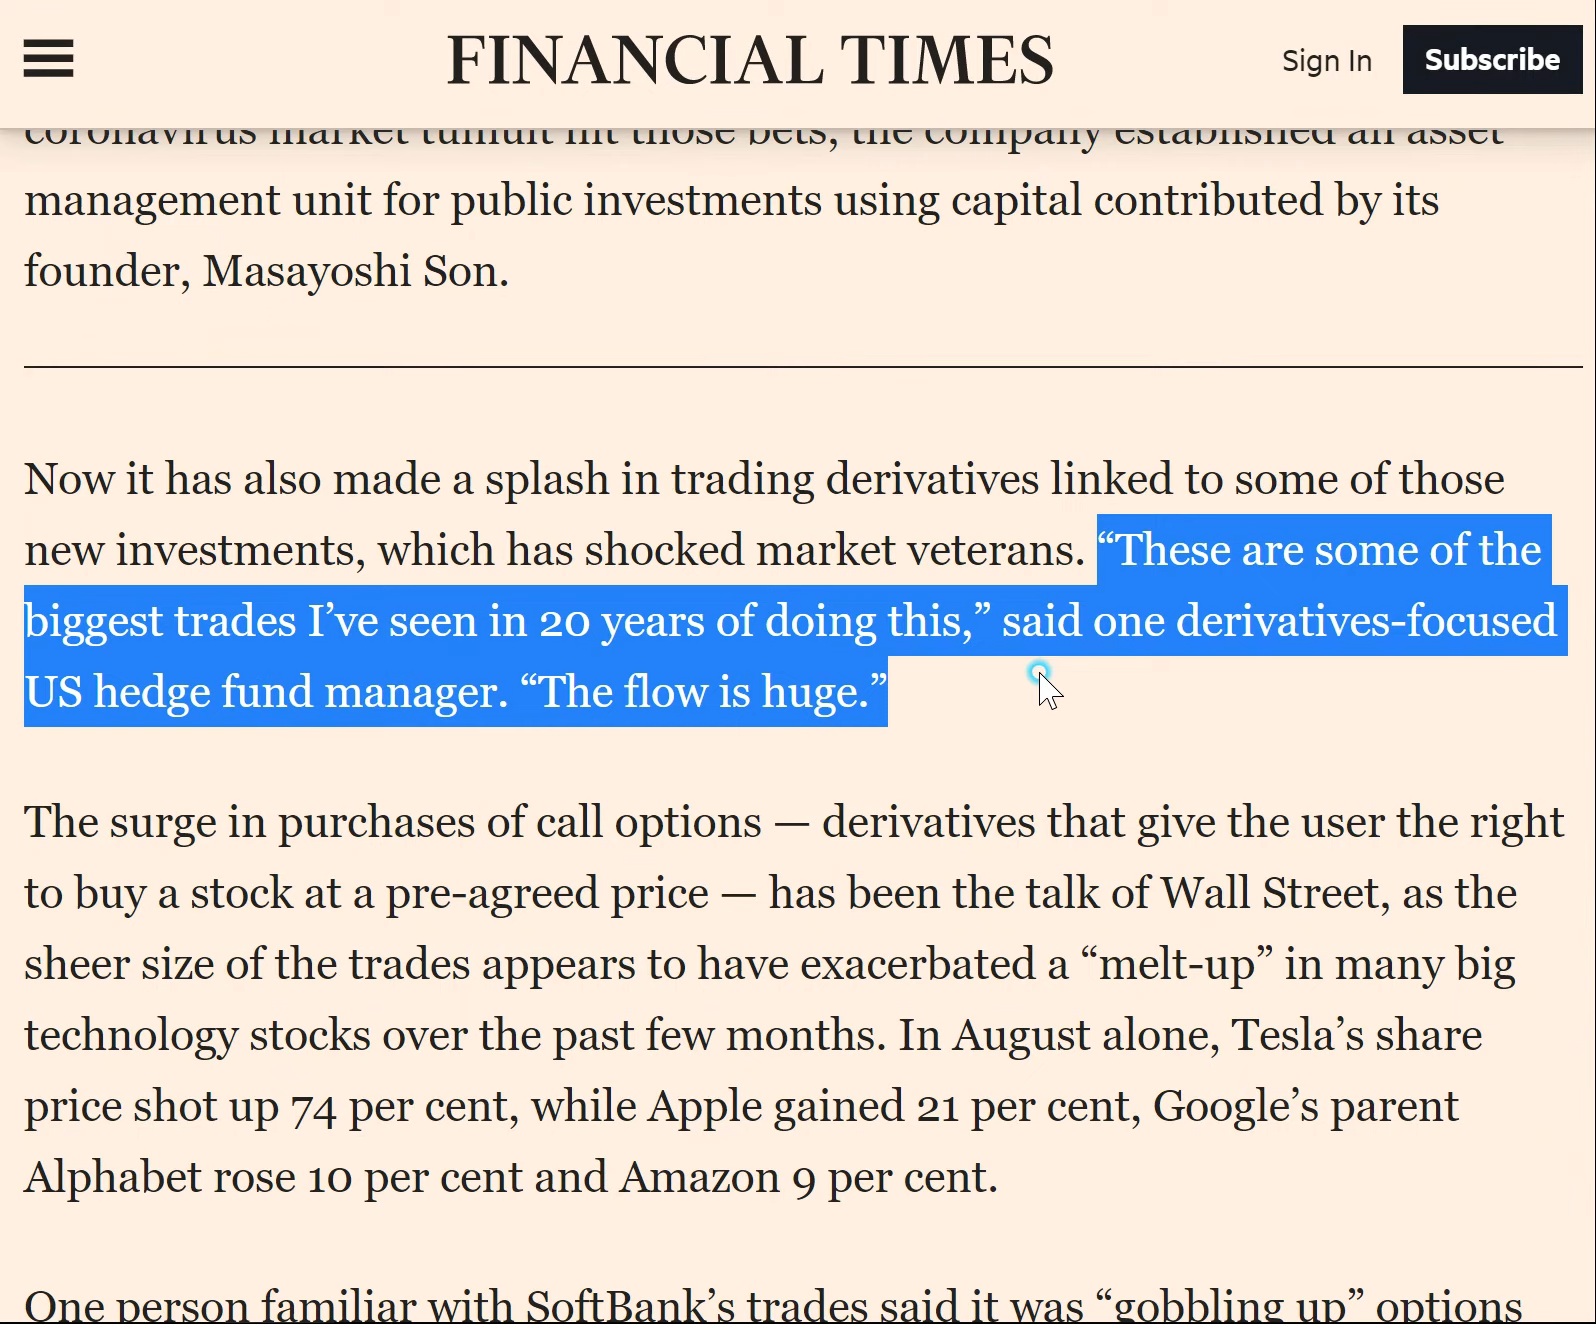 FINANCIAL TIMES
Sign In
Subscribe
coronavirus market tumult hit those bets, the company established an asset
management unit for public investments using capital contributed by its
founder, Masayoshi Son.
Now it has also made a splash in trading derivatives linked to some of those
new investments, which has shocked market veterans. “These are some of the
biggest trades I’ve seen in 20 years of doing this,” said one derivatives-focused
US hedge fund manager. “The flow is huge.”
The surge in purchases of call options — derivatives that give the user the right
to buy a stock at a pre-agreed price — has been the talk of Wall Street, as the
sheer size of the trades appears to have exacerbated a “melt-up” in many big
technology stocks over the past few months. In August alone, Tesla’s share
price shot up 74 per cent, while Apple gained 21 per cent, Google’s parent
Alphabet rose 10 per cent and Amazon 9 per cent.
One person familiar with SoftBank’s trades said it was “gobbling up” options